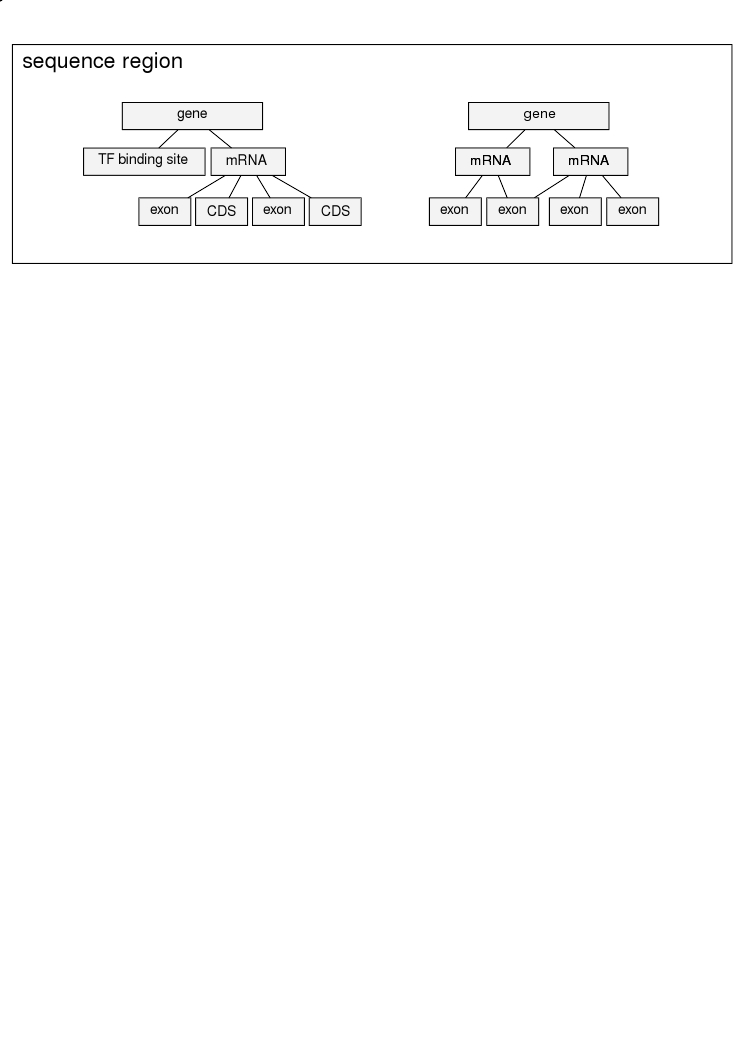 sequence region
gene
gene
TF binding site
mRNA
mRNA
mRNA
exon
CDS
exon
CDS
exon
exon
exon
exon